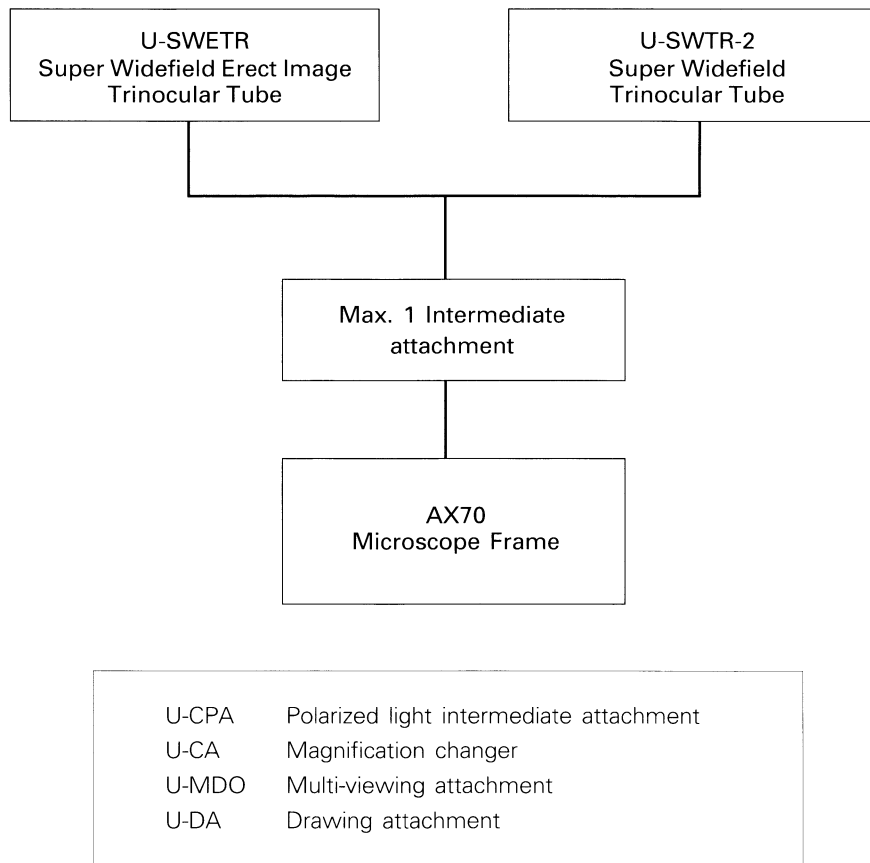 U-SWETR
Super Widefield Erect Image
Trinocular Tube
U-SWTR-2
Super Widefield
Trinocular Tube
Max. 1 Intermediate
attachment
AX70
Microscope Frame
U-CPA Polarized light intermediate attachment
U-CA Magnification changer
U-MDO Multi-viewing attachment
U-DA Drawing attachment